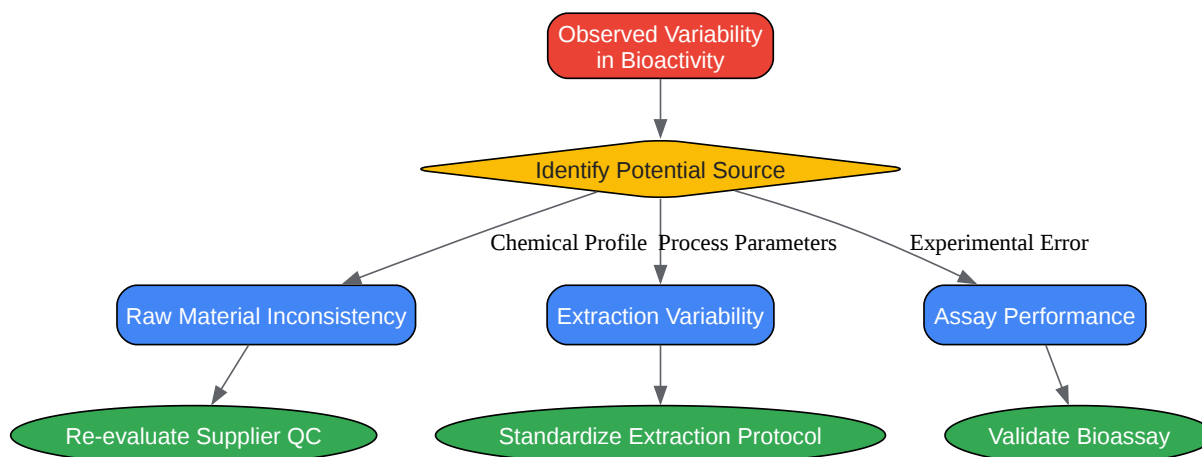 Observed Variability
in Bioactivity
Identify Potential Source
Chemical Profile
Process Parameters
Experimental Error
Raw Material Inconsistency
Extraction Variability
Assay Performance
Re-evaluate Supplier QC
Standardize Extraction Protocol
Validate Bioassay